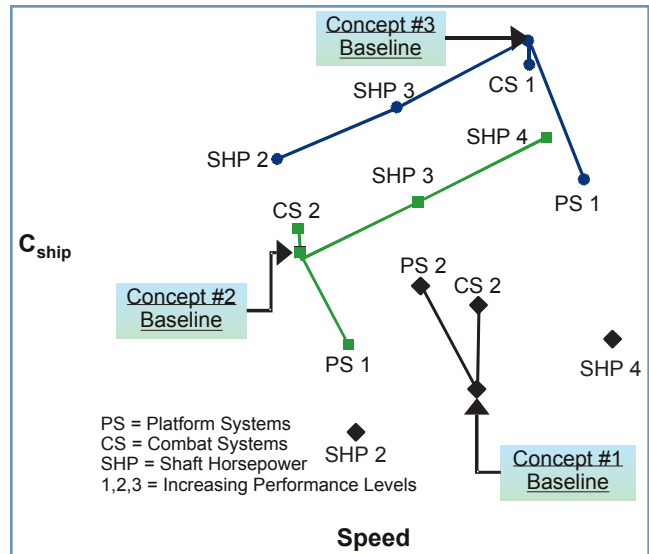 Concept #3
Baseline
CS 1
SHP 3
SHP 4
SHP 2
SHP 3
PS 1
CS 2
C_ship
PS 2
CS 2
Concept #2
Baseline
PS 1
SHP 4
PS = Platform Systems
CS = Combat Systems
SHP = Shaft Horsepower
1,2,3 = Increasing Performance Levels
SHP 2
Concept #1
Baseline
Speed